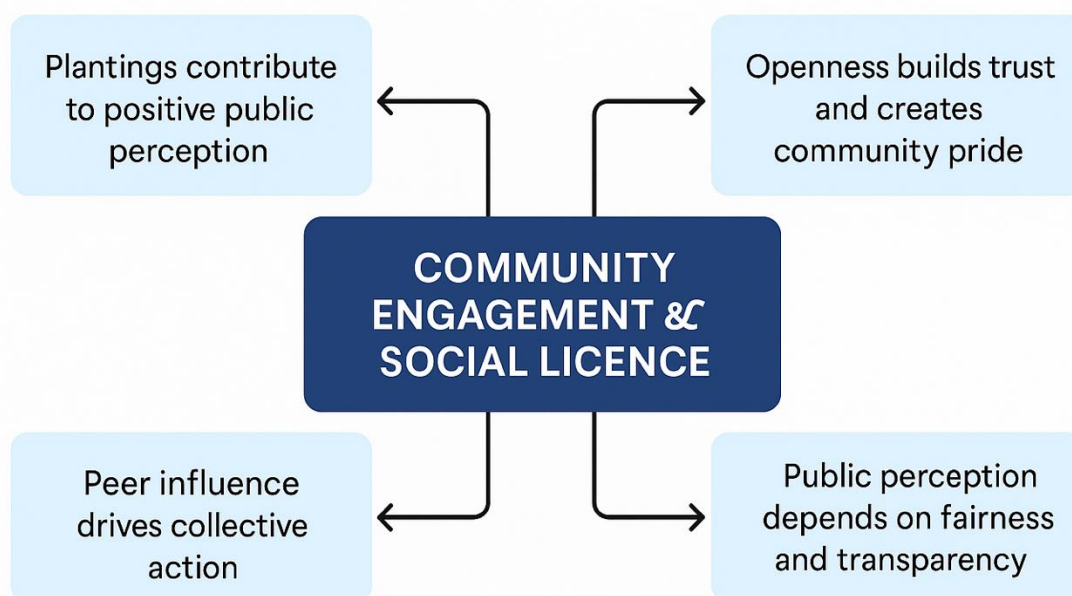 Plantings contribute
to positive public
perception
Openness builds trust
and creates
community pride
COMMUNITY
ENGAGEMENT &
SOCIAL LICENCE
Peer influence
drives collective
action
Public perception
depends on fairness
and transparency